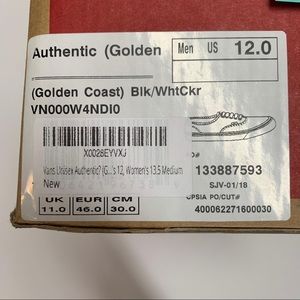 Authentic (Golden
Men US 12.0
(Golden Coast) Blk/WhtCkr
VN000W4NDI0
X0028EYVXJ
Vans Unisex Authentic? (G...'s 12, Women's 13.5 Medium
New
133887593
SJV-01/18
UK EUR CM
11.0 46.0 30.0
UPSIA PO/CUT#
400062271600030